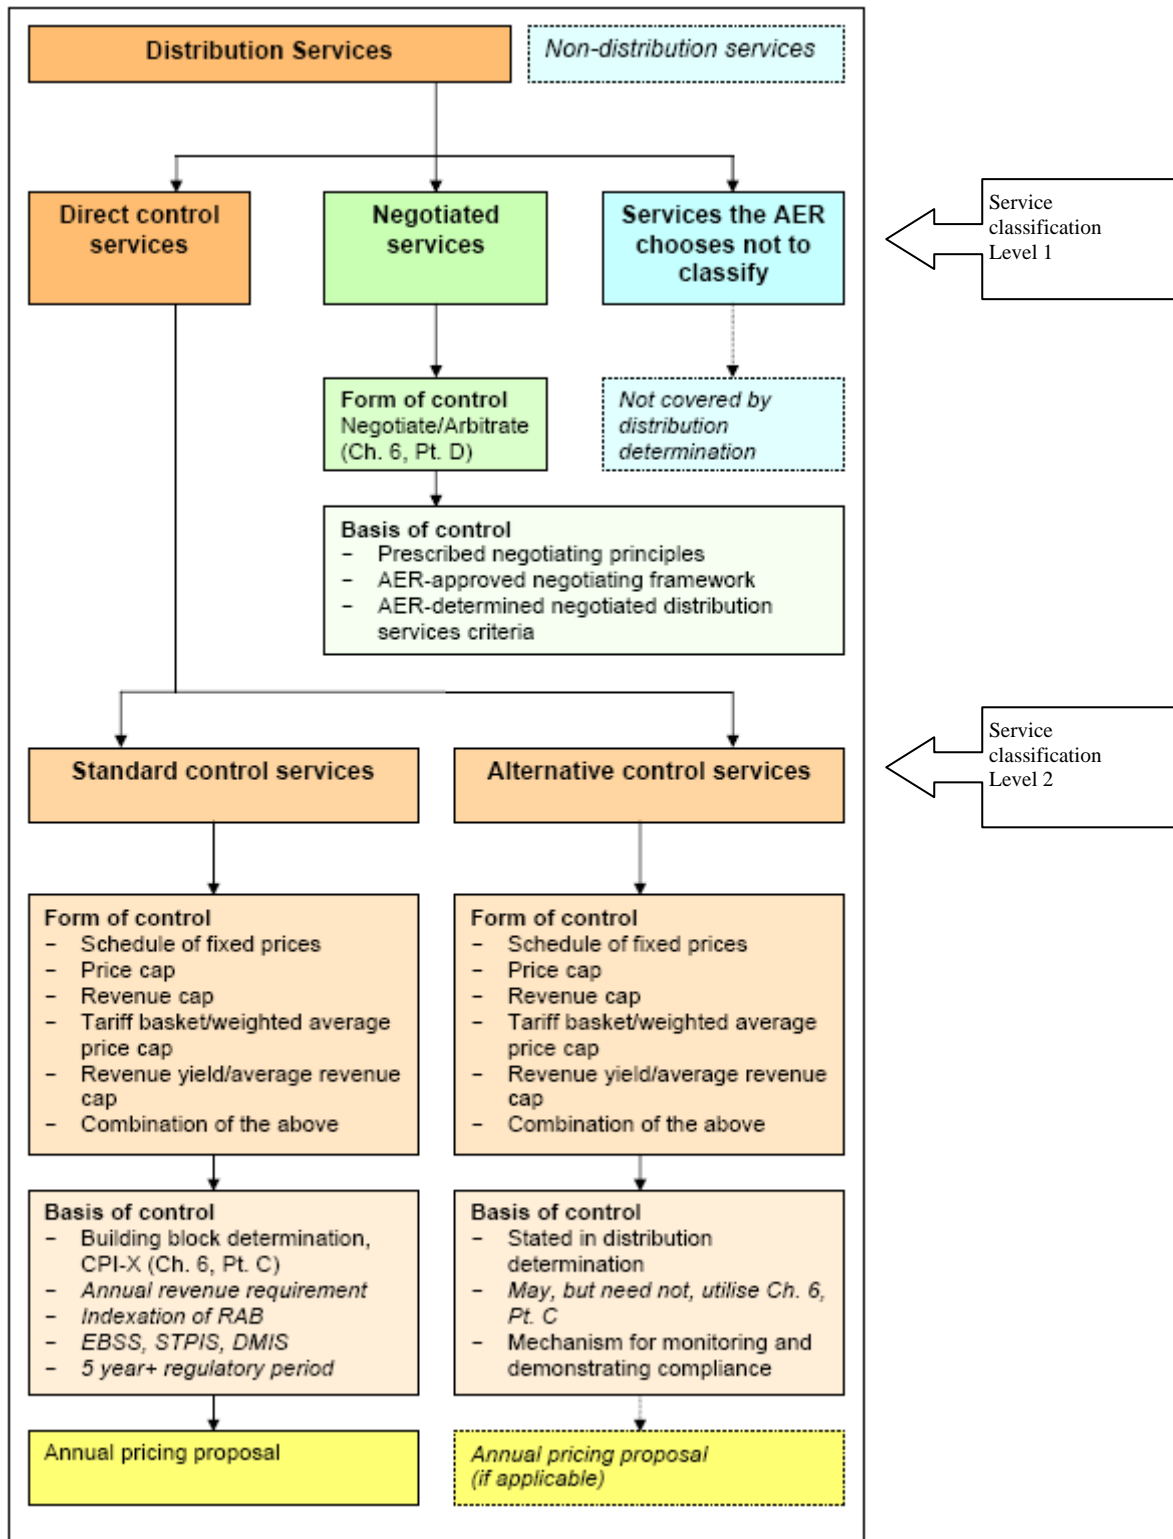 Distribution Services
Non-distribution services
Direct control
services
Negotiated
services
Services the AER
chooses not to
classify
Service
classification
Level 1
Form of control
Negotiate/Arbitrate
(Ch. 6, Pt. D)
Not covered by
distribution
determination
Basis of control
- Prescribed negotiating principles
- AER-approved negotiating framework
- AER-determined negotiated distribution
services criteria
Standard control services
Alternative control services
Service
classification
Level 2
Form of control
- Schedule of fixed prices
- Price cap
- Revenue cap
- Tariff basket/weighted average
price cap
- Revenue yield/average revenue
cap
- Combination of the above
Form of control
- Schedule of fixed prices
- Price cap
- Revenue cap
- Tariff basket/weighted average
price cap
- Revenue yield/average revenue
cap
- Combination of the above
Basis of control
- Building block determination,
CPI-X (Ch. 6, Pt. C)
- Annual revenue requirement
- Indexation of RAB
- EBSS, STPIS, DMIS
- 5 year+ regulatory period
Basis of control
- Stated in distribution
determination
- May, but need not, utilise Ch. 6,
Pt. C
- Mechanism for monitoring and
demonstrating compliance
Annual pricing proposal
Annual pricing proposal
(if applicable)